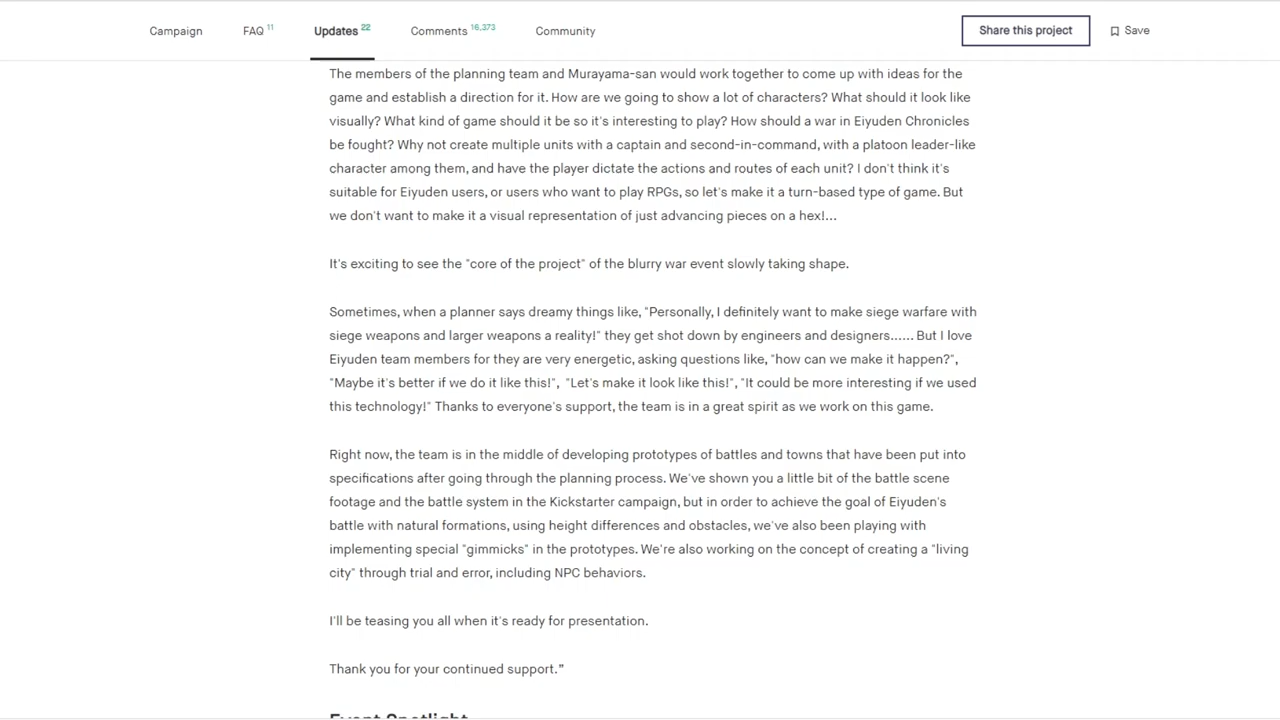 Campaign FAQ 11 Updates 22 Comments 16,373 Community Share this project Save
The members of the planning team and Murayama-san would work together to come up with ideas for the
game and establish a direction for it. How are we going to show a lot of characters? What should it look like
visually? What kind of game should it be so it's interesting to play? How should a war in Eiyuden Chronicles
be fought? Why not create multiple units with a captain and second-in-command, with a platoon leader-like
character among them, and have the player dictate the actions and routes of each unit? I don't think it's
suitable for Eiyuden users, or users who want to play RPGs, so let's make it a turn-based type of game. But
we don't want to make it a visual representation of just advancing pieces on a hex!...
It's exciting to see the "core of the project" of the blurry war event slowly taking shape.
Sometimes, when a planner says dreamy things like, "Personally, I definitely want to make siege warfare with
siege weapons and larger weapons a reality!" they get shot down by engineers and designers...... But I love
Eiyuden team members for they are very energetic, asking questions like, "how can we make it happen?",
"Maybe it's better if we do it like this!", "Let's make it look like this!", "It could be more interesting if we used
this technology!" Thanks to everyone's support, the team is in a great spirit as we work on this game.
Right now, the team is in the middle of developing prototypes of battles and towns that have been put into
specifications after going through the planning process. We've shown you a little bit of the battle scene
footage and the battle system in the Kickstarter campaign, but in order to achieve the goal of Eiyuden's
battle with natural formations, using height differences and obstacles, we've also been playing with
implementing special "gimmicks" in the prototypes. We're also working on the concept of creating a "living
city" through trial and error, including NPC behaviors.
I'll be teasing you all when it's ready for presentation.
Thank you for your continued support."
Event Spotlight